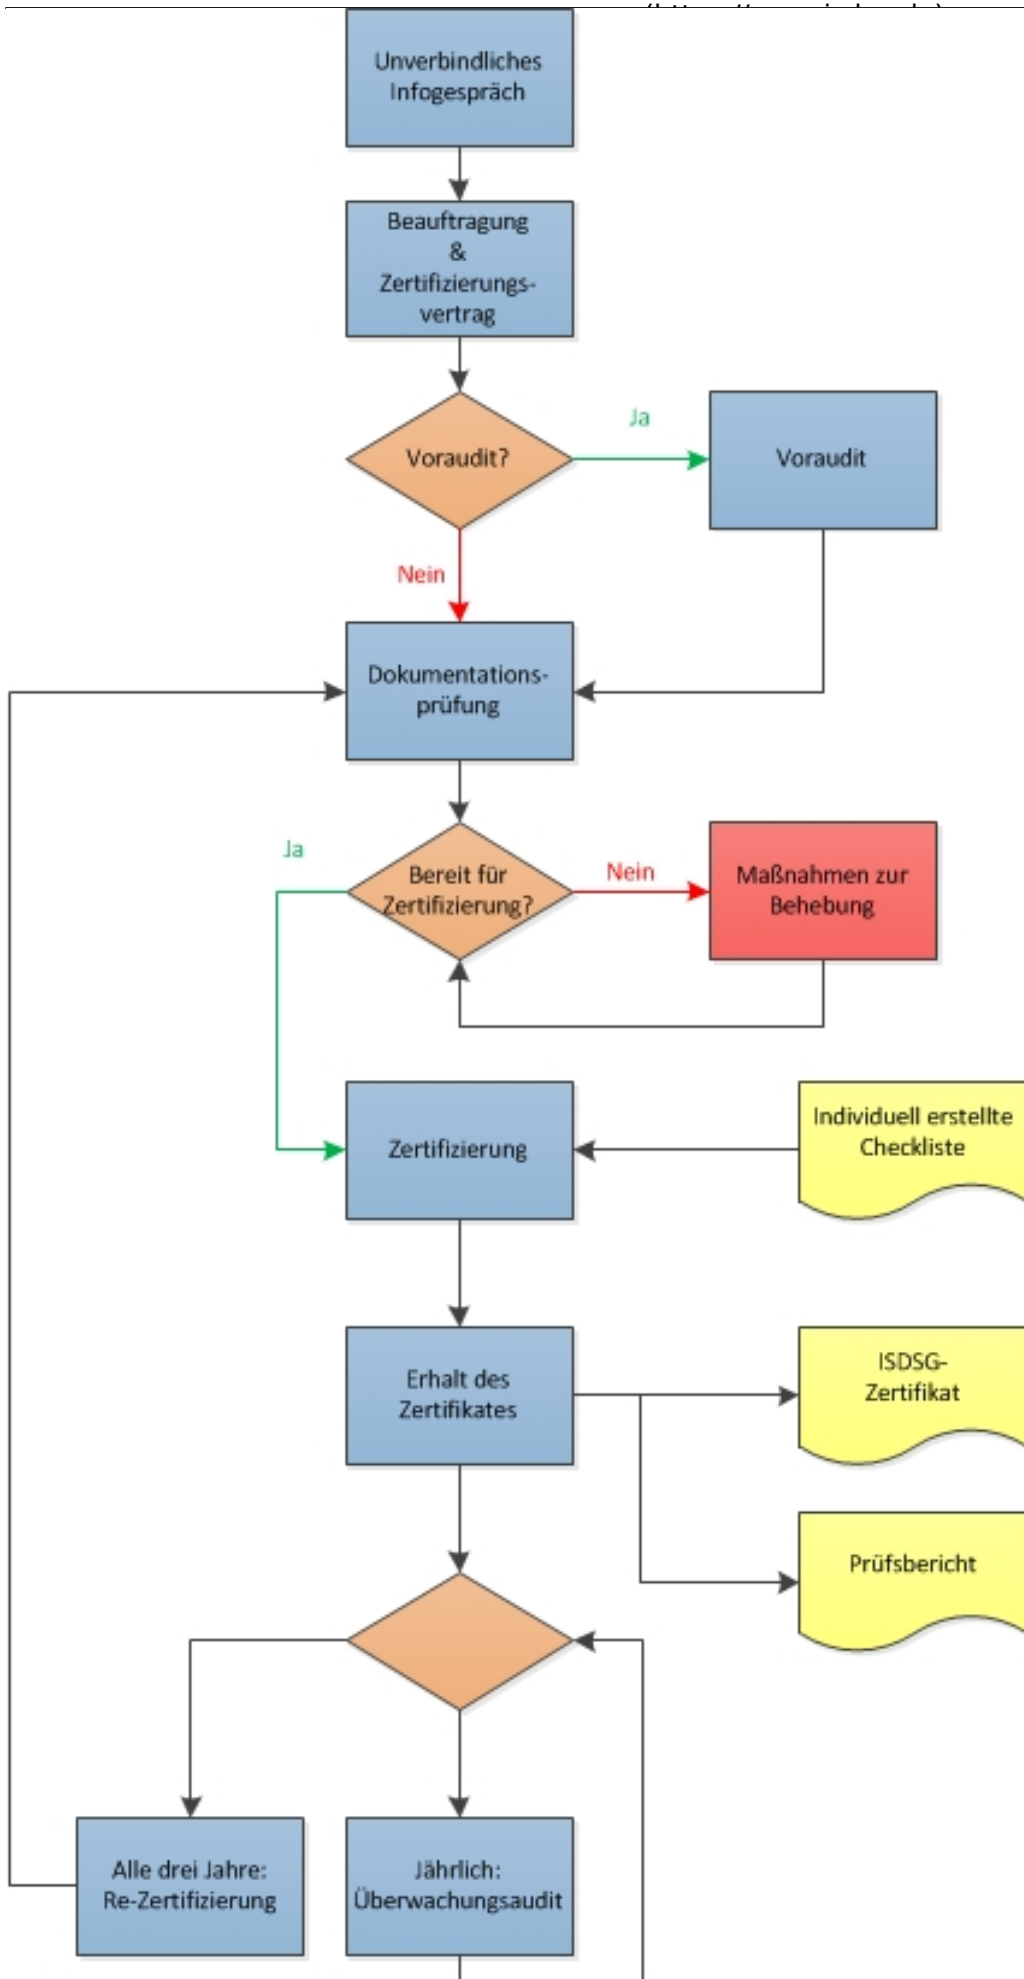 Unverbindliches
Infogespräch
Beauftragung
&
Zertifizierungs-
vertrag
Voraudit?
Ja
Voraudit
Nein
Dokumentations-
prüfung
Ja
Bereit für
Zertifizierung?
Nein
Maßnahmen zur
Behebung
Zertifizierung
Individuell erstellte
Checkliste
Erhalt des
Zertifikates
ISDSG-
Zertifikat
Prüfsbericht
Alle drei Jahre:
Re-Zertifizierung
Jährlich:
Überwachungsaudit